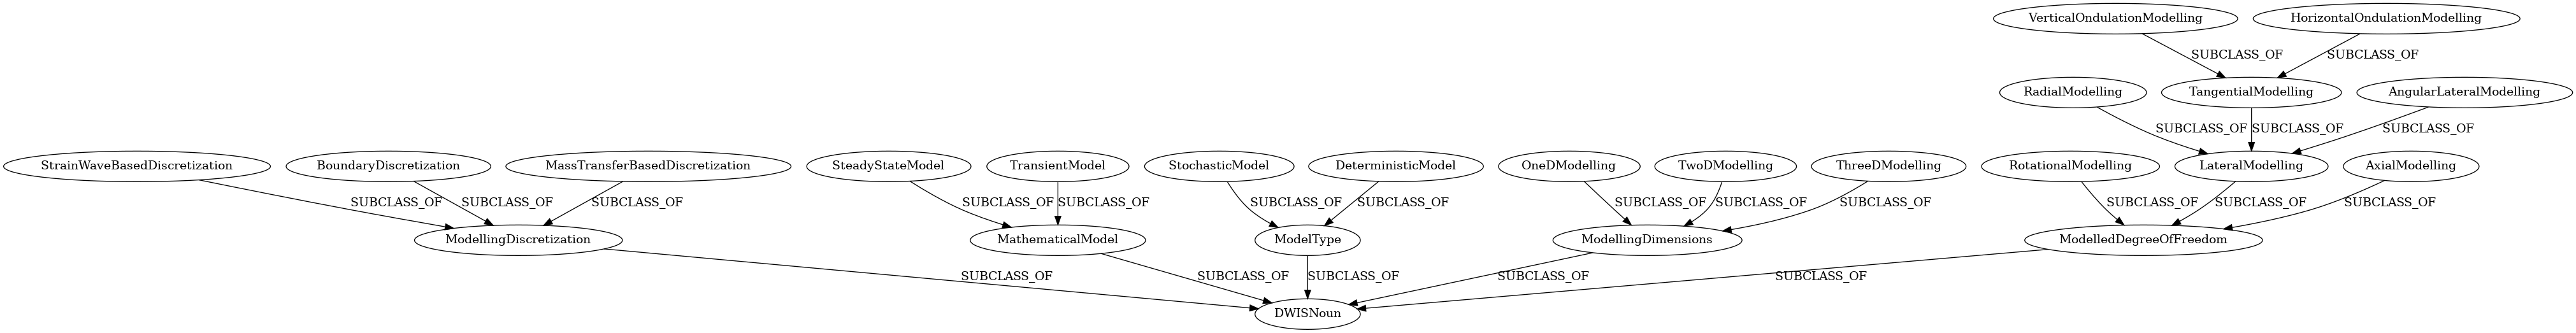 VerticalOndulationModelling
HorizontalOndulationModelling
SUBCLASS_OF
SUBCLASS_OF
RadialModelling
TangentialModelling
AngularLateralModelling
SUBCLASS_OF
SUBCLASS_OF
SUBCLASS_OF
StrainWaveBasedDiscretization
BoundaryDiscretization
MassTransferBasedDiscretization
SteadyStateModel
TransientModel
StochasticModel
DeterministicModel
OneDModelling
TwoDModelling
ThreeDModelling
RotationalModelling
LateralModelling
AxialModelling
SUBCLASS_OF
SUBCLASS_OF
SUBCLASS_OF
SUBCLASS_OF
SUBCLASS_OF
SUBCLASS_OF
SUBCLASS_OF
SUBCLASS_OF
SUBCLASS_OF
SUBCLASS_OF
SUBCLASS_OF
SUBCLASS_OF
SUBCLASS_OF
ModellingDiscretization
MathematicalModel
ModelType
ModellingDimensions
ModelledDegreeOfFreedom
SUBCLASS_OF
SUBCLASS_OF
SUBCLASS_OF
SUBCLASS_OF
SUBCLASS_OF
DWISNoun